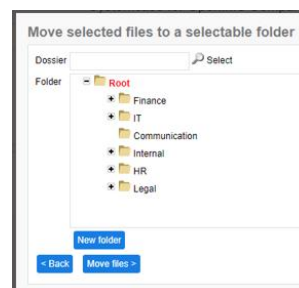 Move selected files to a selectable folder
Dossier Select
Folder Root
Finance
IT
Communication
Internal
HR
Legal
New folder
< Back Move files >